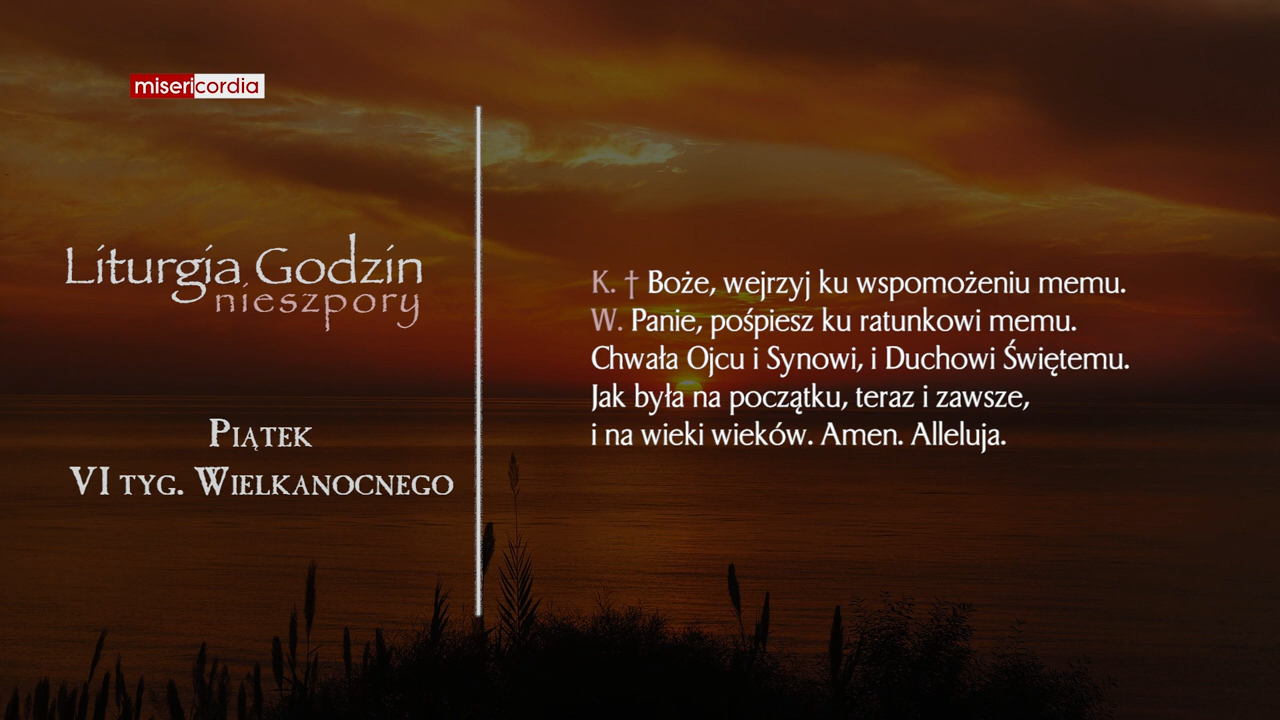 misericordia
Liturgia Godzin
nieszpory
Piątek
VI tyg. Wielkanocnego
K. † Boże, wejrzyj ku wspomożeniu memu.
W. Panie, pośpiesz ku ratunkowi memu.
Chwała Ojcu i Synowi, i Duchowi Świętemu.
Jak była na początku, teraz i zawsze,
i na wieki wieków. Amen. Alleluja.